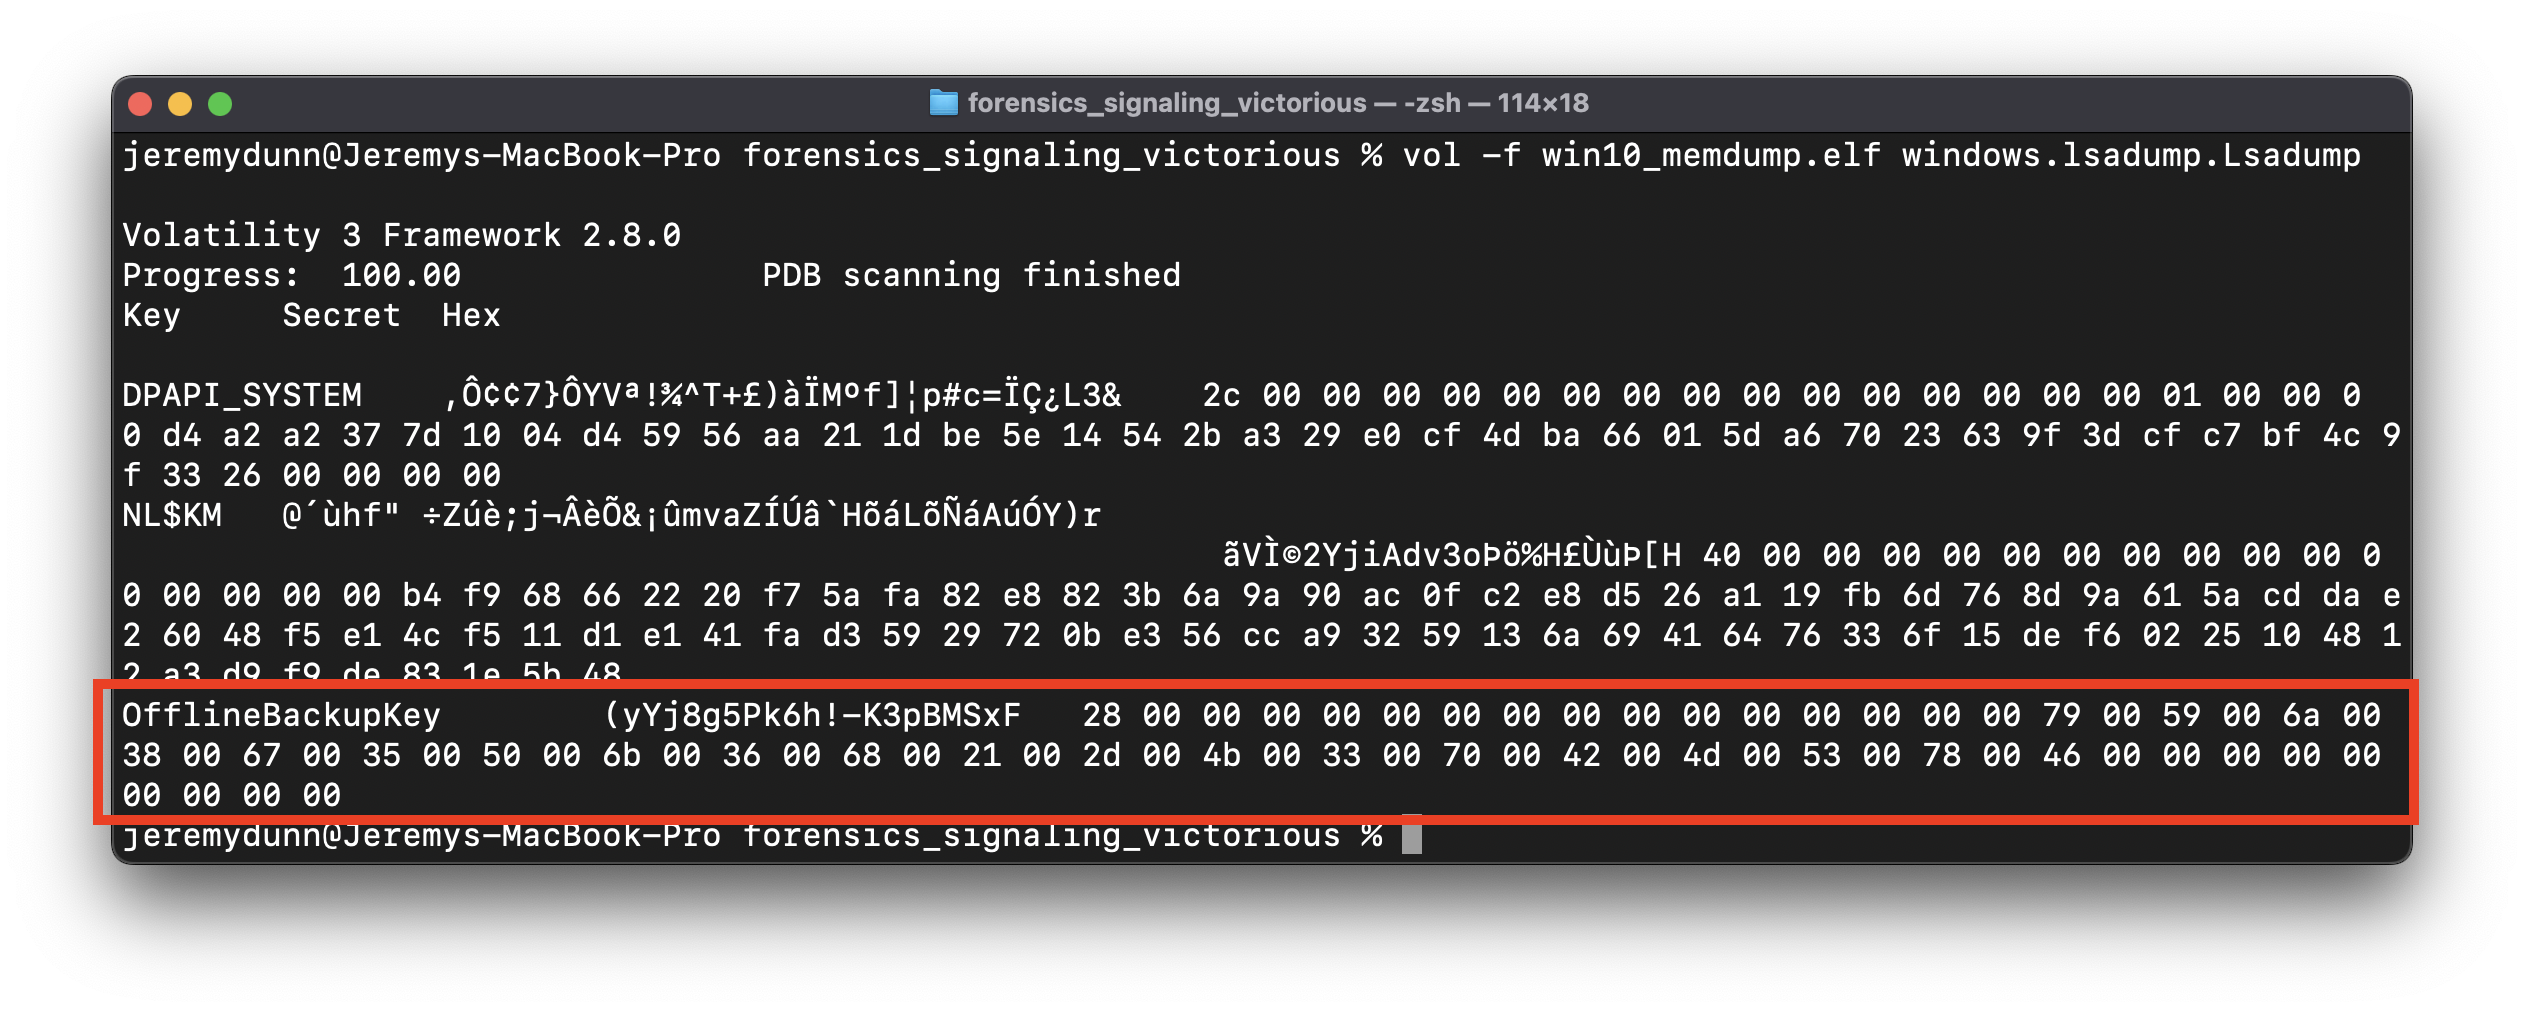 forensics_signaling_victorious — -zsh — 114×18
jeremydunn@Jeremys-MacBook-Pro forensics_signaling_victorious % vol -f win10_memdump.elf windows.lsadump.Lsadump
Volatility 3 Framework 2.8.0
Progress:  100.00               PDB scanning finished
Key     Secret  Hex
DPAPI_SYSTEM    ,Ô¢¢7}ÔYVª!¾^T+£)àÏMºf]¦p#c=ÏÇ¿L3&    2c 00 00 00 00 00 00 00 00 00 00 00 00 00 00 00 01 00 00 0
0 d4 a2 a2 37 7d 10 04 d4 59 56 aa 21 1d be 5e 14 54 2b a3 29 e0 cf 4d ba 66 01 5d a6 70 23 63 9f 3d cf c7 bf 4c 9
f 33 26 00 00 00 00
NL$KM   @´ùhf" ÷Zúè;j¬ÂèÕ&¡ûmvaZÍÚâ`HõáLõÑáAúÓY)r
ãVÌ©2YjiAdv3oÞö%H£ÙùÞ[H 40 00 00 00 00 00 00 00 00 00 00 0
0 00 00 00 00 b4 f9 68 66 22 20 f7 5a fa 82 e8 82 3b 6a 9a 90 ac 0f c2 e8 d5 26 a1 19 fb 6d 76 8d 9a 61 5a cd da e
2 60 48 f5 e1 4c f5 11 d1 e1 41 fa d3 59 29 72 0b e3 56 cc a9 32 59 13 6a 69 41 64 76 33 6f 15 de f6 02 25 10 48 1
2 a3 d9 f9 de 83 1e 5b 48
OfflineBackupKey        (yYj8g5Pk6h!-K3pBMSxF   28 00 00 00 00 00 00 00 00 00 00 00 00 00 00 00 79 00 59 00 6a 00
38 00 67 00 35 00 50 00 6b 00 36 00 68 00 21 00 2d 00 4b 00 33 00 70 00 42 00 4d 00 53 00 78 00 46 00 00 00 00 00
00 00 00 00
jeremydunn@Jeremys-MacBook-Pro forensics_signaling_victorious %